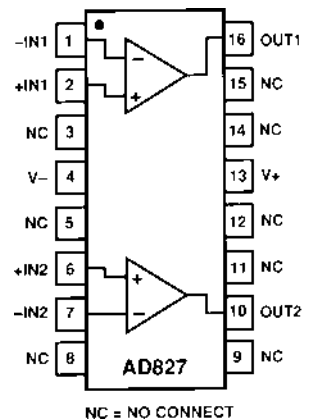 -IN1 1 16 OUT1
- 
+IN1 2 + 15 NC
NC 3 14 NC
V- 4 13 V+
NC 5 12 NC
+IN2 6 + 11 NC
-IN2 7 - 10 OUT2
NC 8 AD827 9 NC
NC = NO CONNECT